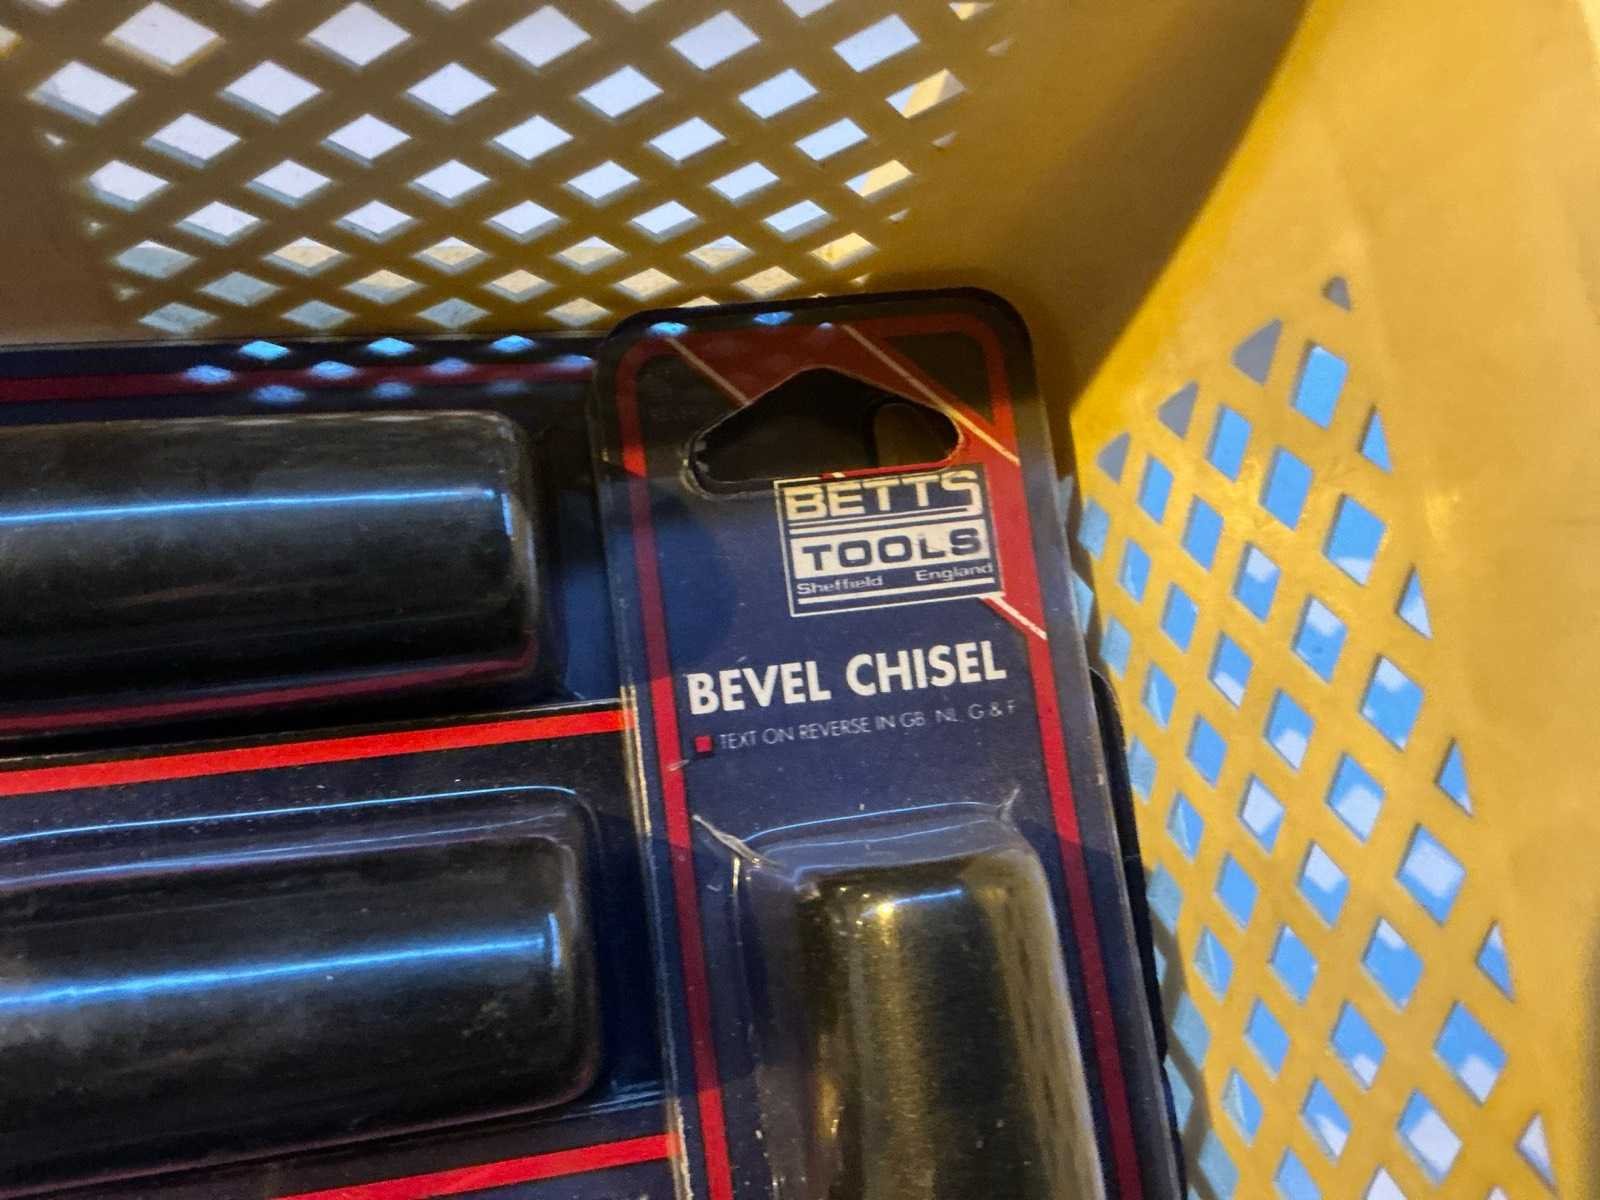 BETTS
TOOLS
Sheffield England
BEVEL CHISEL
TEXT ON REVERSE IN GB, NL, G & F